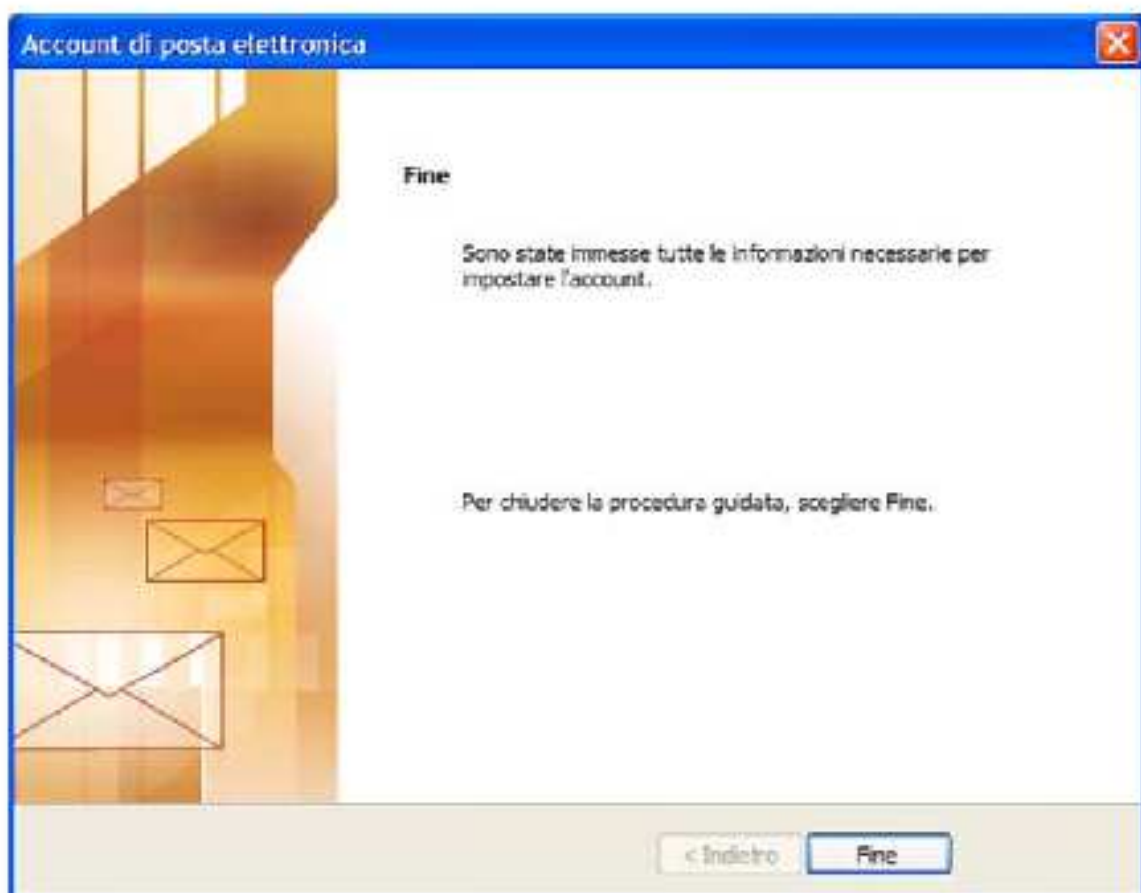 Account di posta elettronica
Fine
Sono state immesse tutte le informazioni necessarie per
impostare l'account.
Per chiudere la procedura guidata, scegliere Fine.
< Indietro
Fine